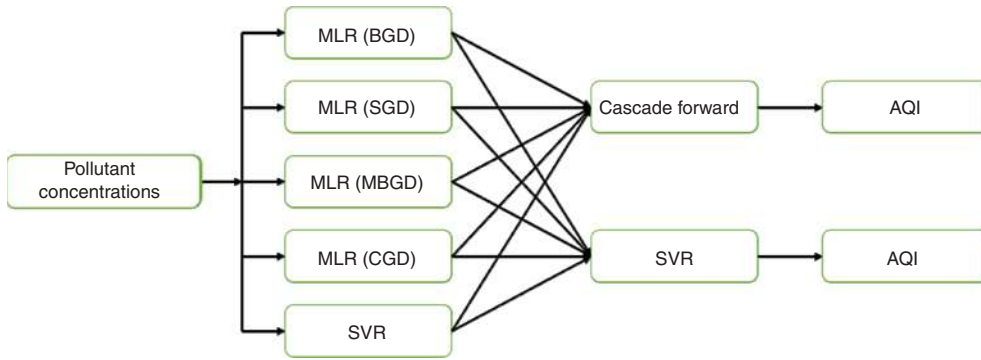 Pollutant
concentrations
MLR (BGD)
MLR (SGD)
MLR (MBGD)
MLR (CGD)
SVR
Cascade forward
SVR
AQI
AQI